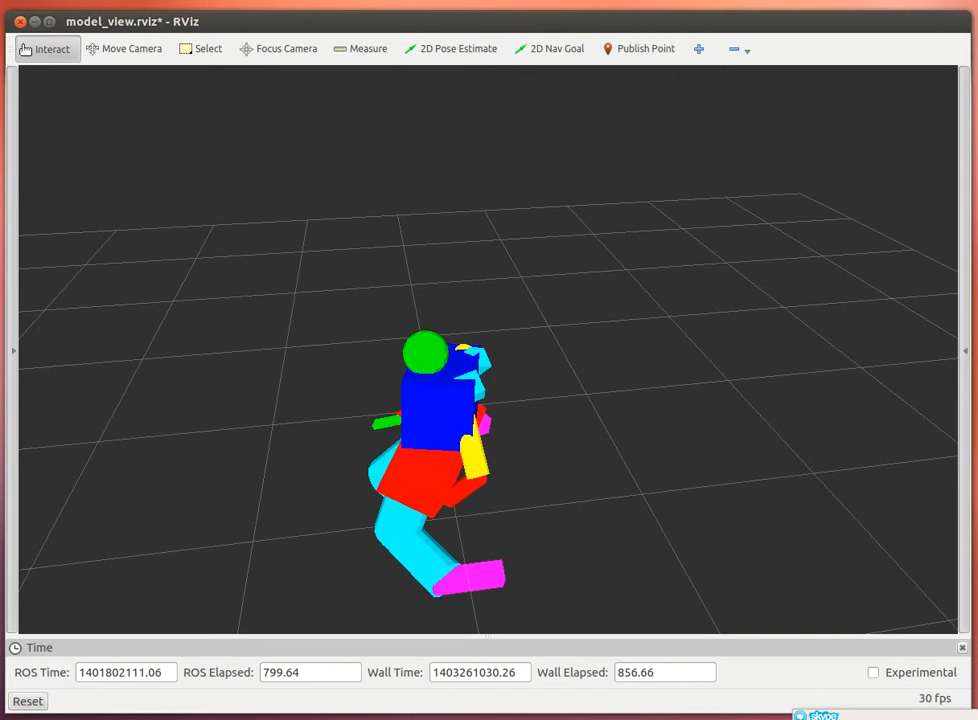 model_view.rviz* - RViz
Interact Move Camera Select Focus Camera Measure 2D Pose Estimate 2D Nav Goal Publish Point
Time
ROS Time: 1401802111.06 ROS Elapsed: 799.64 Wall Time: 1403261030.26 Wall Elapsed: 856.66 Experimental
Reset 30 fps
skype